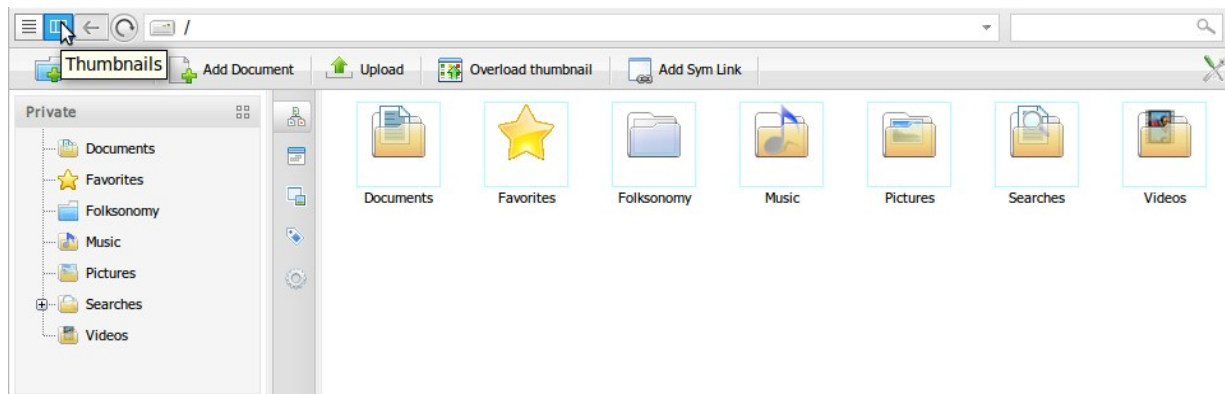 /
Thumbnails
Add Document
Upload
Overload thumbnail
Add Sym Link
Private
Documents
Favorites
Folksonomy
Music
Pictures
Searches
Videos
Documents
Favorites
Folksonomy
Music
Pictures
Searches
Videos